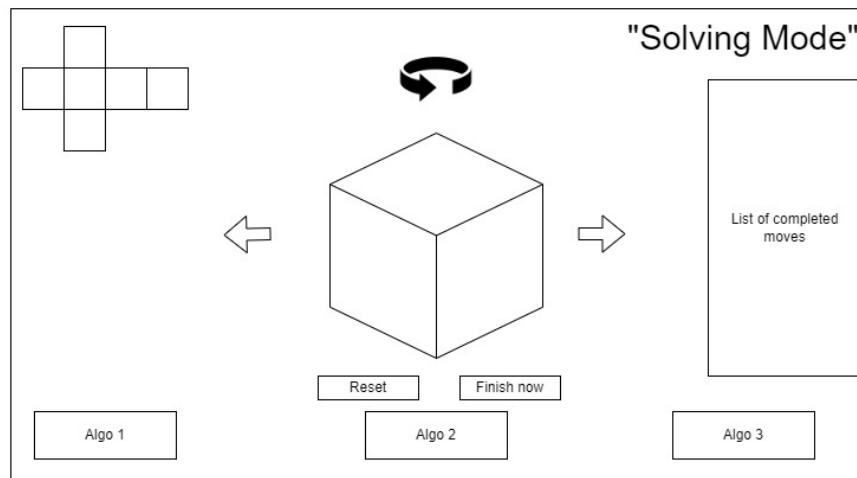 "Solving Mode"
List of completed
moves
Reset
Finish now
Algo 1
Algo 2
Algo 3